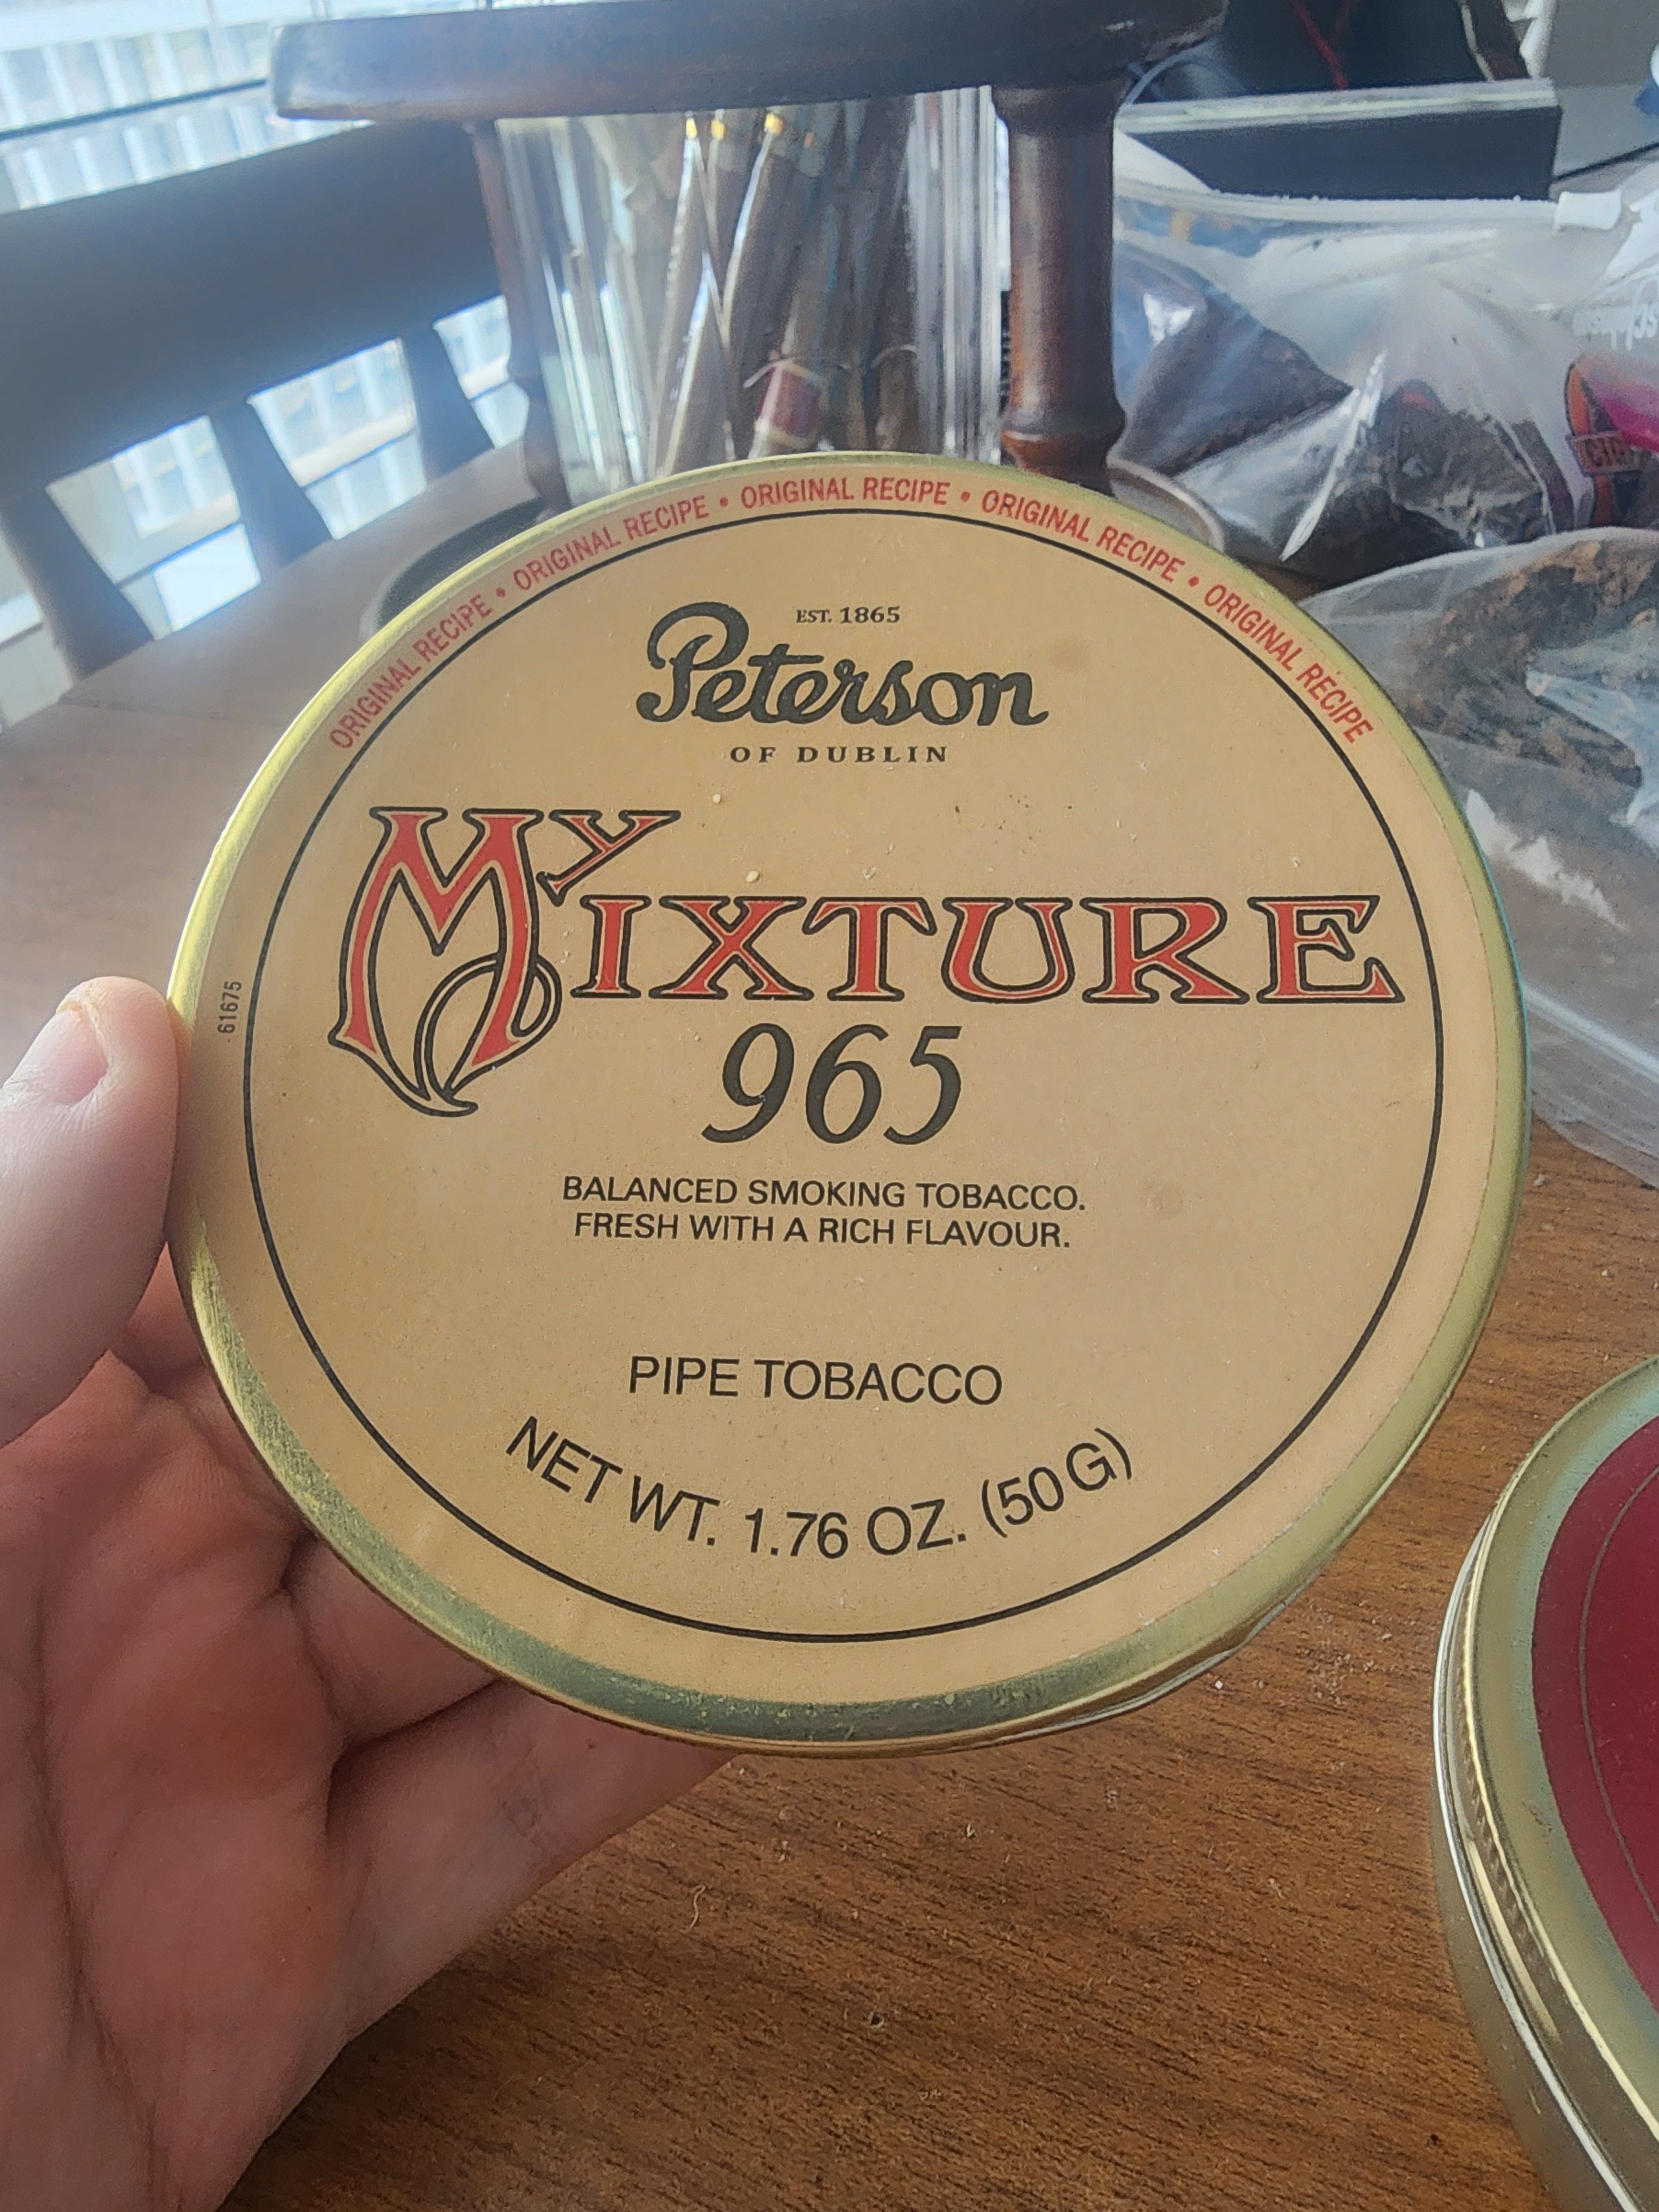 ORIGINAL RECIPE • ORIGINAL RECIPE • ORIGINAL RECIPE • ORIGINAL RECIPE • ORIGINAL RECIPE
EST. 1865
Peterson
OF DUBLIN
My Mixture
965
61675
BALANCED SMOKING TOBACCO.
FRESH WITH A RICH FLAVOUR.
PIPE TOBACCO
NET WT. 1.76 OZ. (50 G)